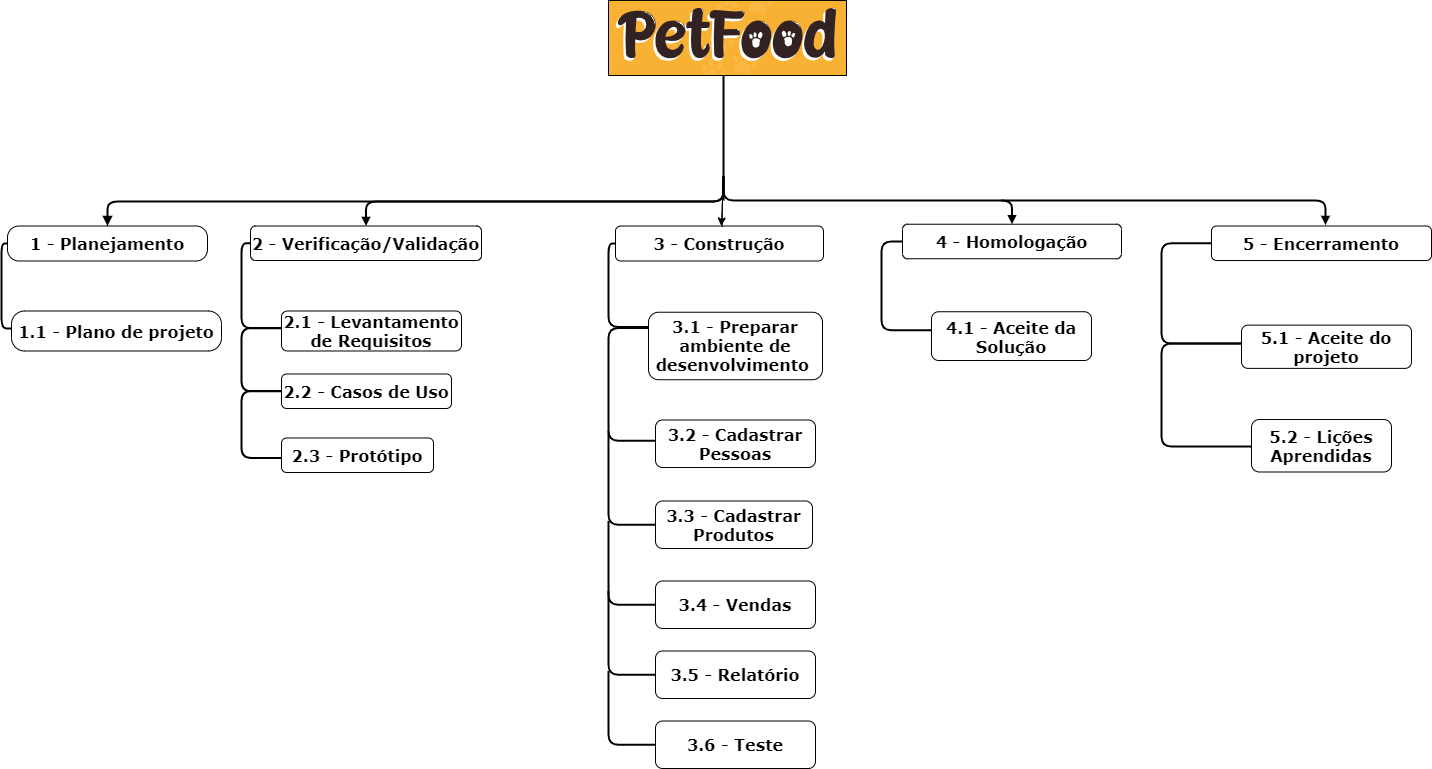 PetFood
1 - Planejamento
1.1 - Plano de projeto
2 - Verificação/Validação
2.1 - Levantamento
de Requisitos
2.2 - Casos de Uso
2.3 - Protótipo
3 - Construção
3.1 - Preparar
ambiente de
desenvolvimento
3.2 - Cadastrar
Pessoas
3.3 - Cadastrar
Produtos
3.4 - Vendas
3.5 - Relatório
3.6 - Teste
4 - Homologação
4.1 - Aceite da
Solução
5 - Encerramento
5.1 - Aceite do
projeto
5.2 - Lições
Aprendidas